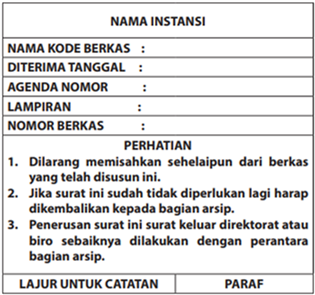 NAMA INSTANSI
NAMA KODE BERKAS :
DITERIMA TANGGAL :
AGENDA NOMOR :
LAMPIRAN :
NOMOR BERKAS :
PERHATIAN
1. Dilarang memisahkan sehelaipun dari berkas
yang telah disusun ini.
2. Jika surat ini sudah tidak diperlukan lagi harap
dikembalikan kepada bagian arsip.
3. Penerusan surat ini surat keluar direktorat atau
biro sebaiknya dilakukan dengan perantara
bagian arsip.
LAJUR UNTUK CATATAN PARAF